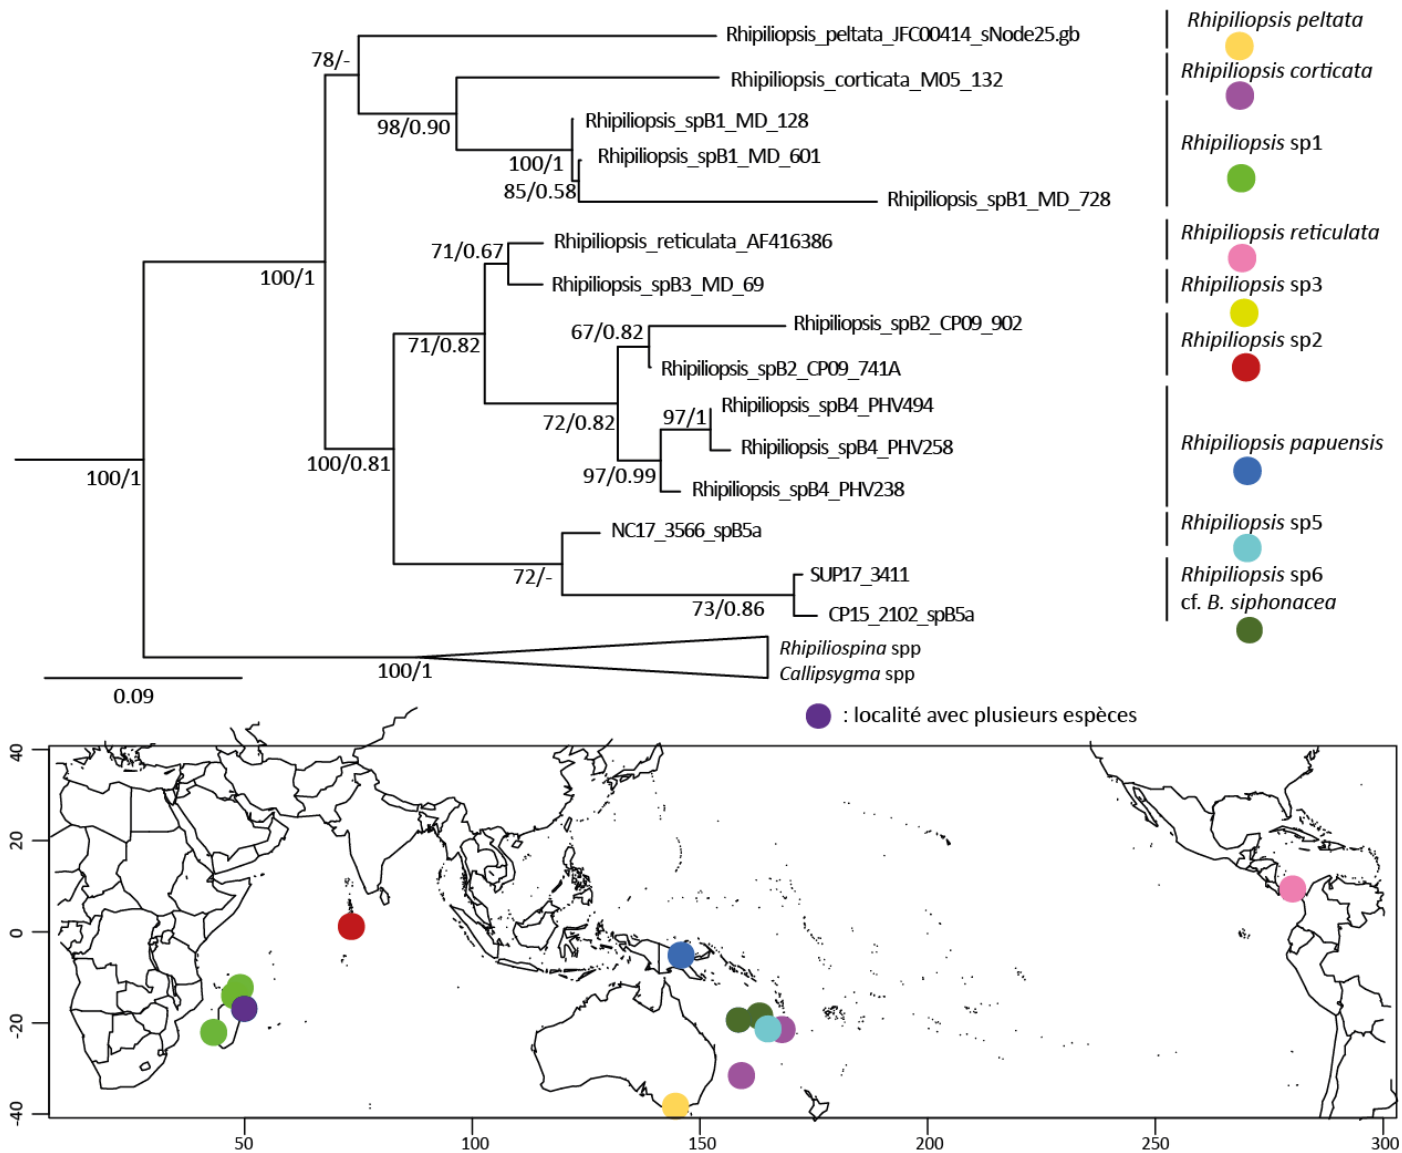 Rhipiliopsis peltata
Rhipiliopsis_peltata_JFC00414_sNode25.gb
78/-
Rhipiliopsis corticata
Rhipiliopsis_corticata_M05_132
98/0.90
Rhipiliopsis_spB1_MD_128
Rhipiliopsis sp1
100/1
Rhipiliopsis_spB1_MD_601
85/0.58
Rhipiliopsis_spB1_MD_728
Rhipiliopsis reticulata
71/0.67
Rhipiliopsis_reticulata_AF416386
100/1
Rhipiliopsis_spB3_MD_69
Rhipiliopsis sp3
67/0.82
Rhipiliopsis_spB2_CP09_902
71/0.82
Rhipiliopsis sp2
Rhipiliopsis_spB2_CP09_741A
97/1
Rhipiliopsis_spB4_PHV494
72/0.82
Rhipiliopsis_spB4_PHV258
Rhipiliopsis papuensis
100/0.81
97/0.99
100/1
Rhipiliopsis_spB4_PHV238
NC17_3566_spB5a
Rhipiliopsis sp5
72/-
SUP17_3411
Rhipiliopsis sp6
cf. B. siphonacea
73/0.86
CP15_2102_spB5a
100/1
Rhipiliospina spp
Callipsygma spp
0.09
: localité avec plusieurs espèces
40
20
0
-20
-40
50
100
150
200
250
300